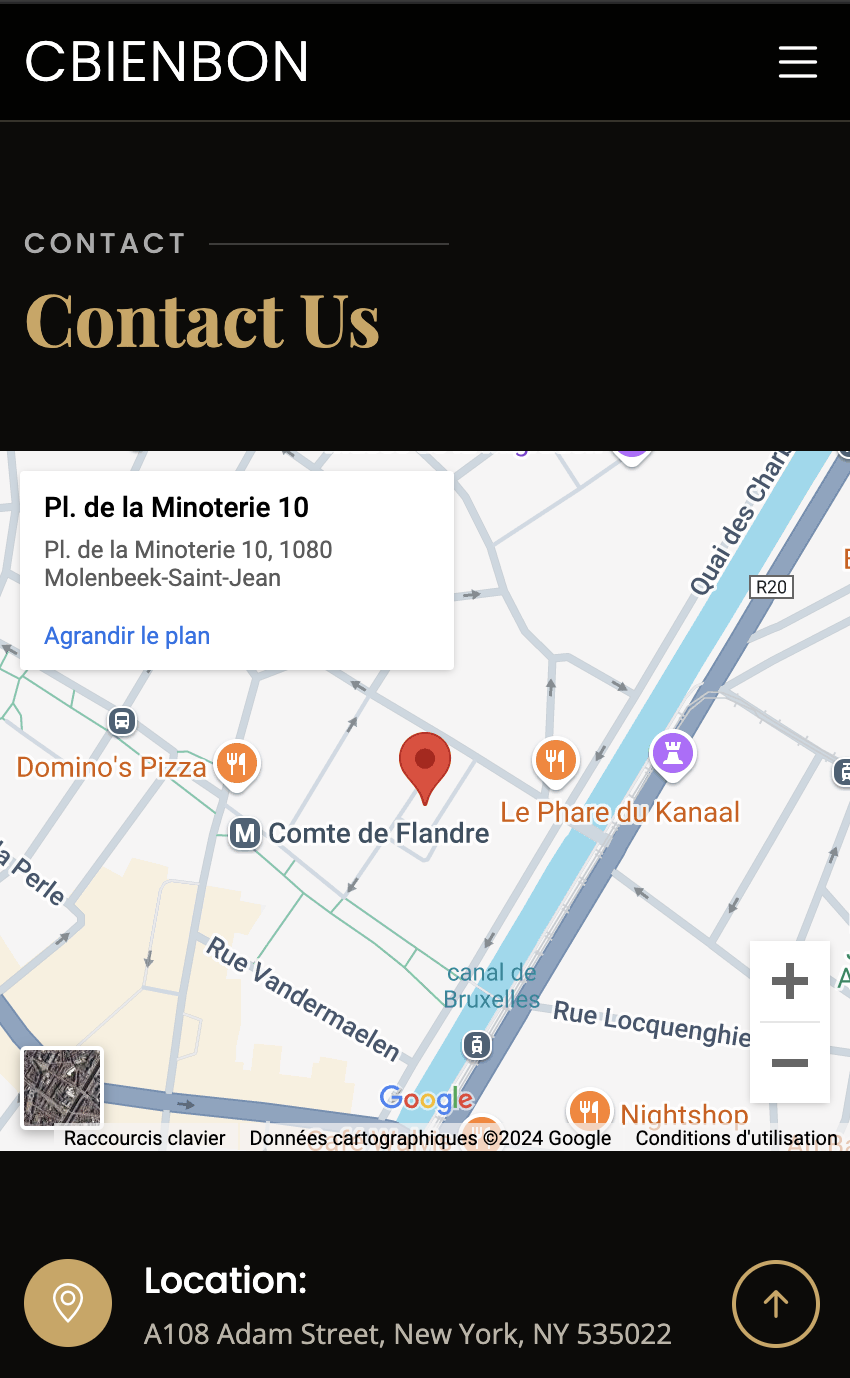 CBIENBON
CONTACT
Contact Us
Pl. de la Minoterie 10
Pl. de la Minoterie 10, 1080
Molenbeek-Saint-Jean
Agrandir le plan
Quai des Charb
R20
Domino's Pizza
Le Phare du Kanaal
M Comte de Flandre
la Perle
Rue Vandermaelen
canal de
Bruxelles
Rue Locquenghie
Google
Nightshop
Raccourcis clavier Données cartographiques ©2024 Google Conditions d'utilisation
Location:
A108 Adam Street, New York, NY 535022